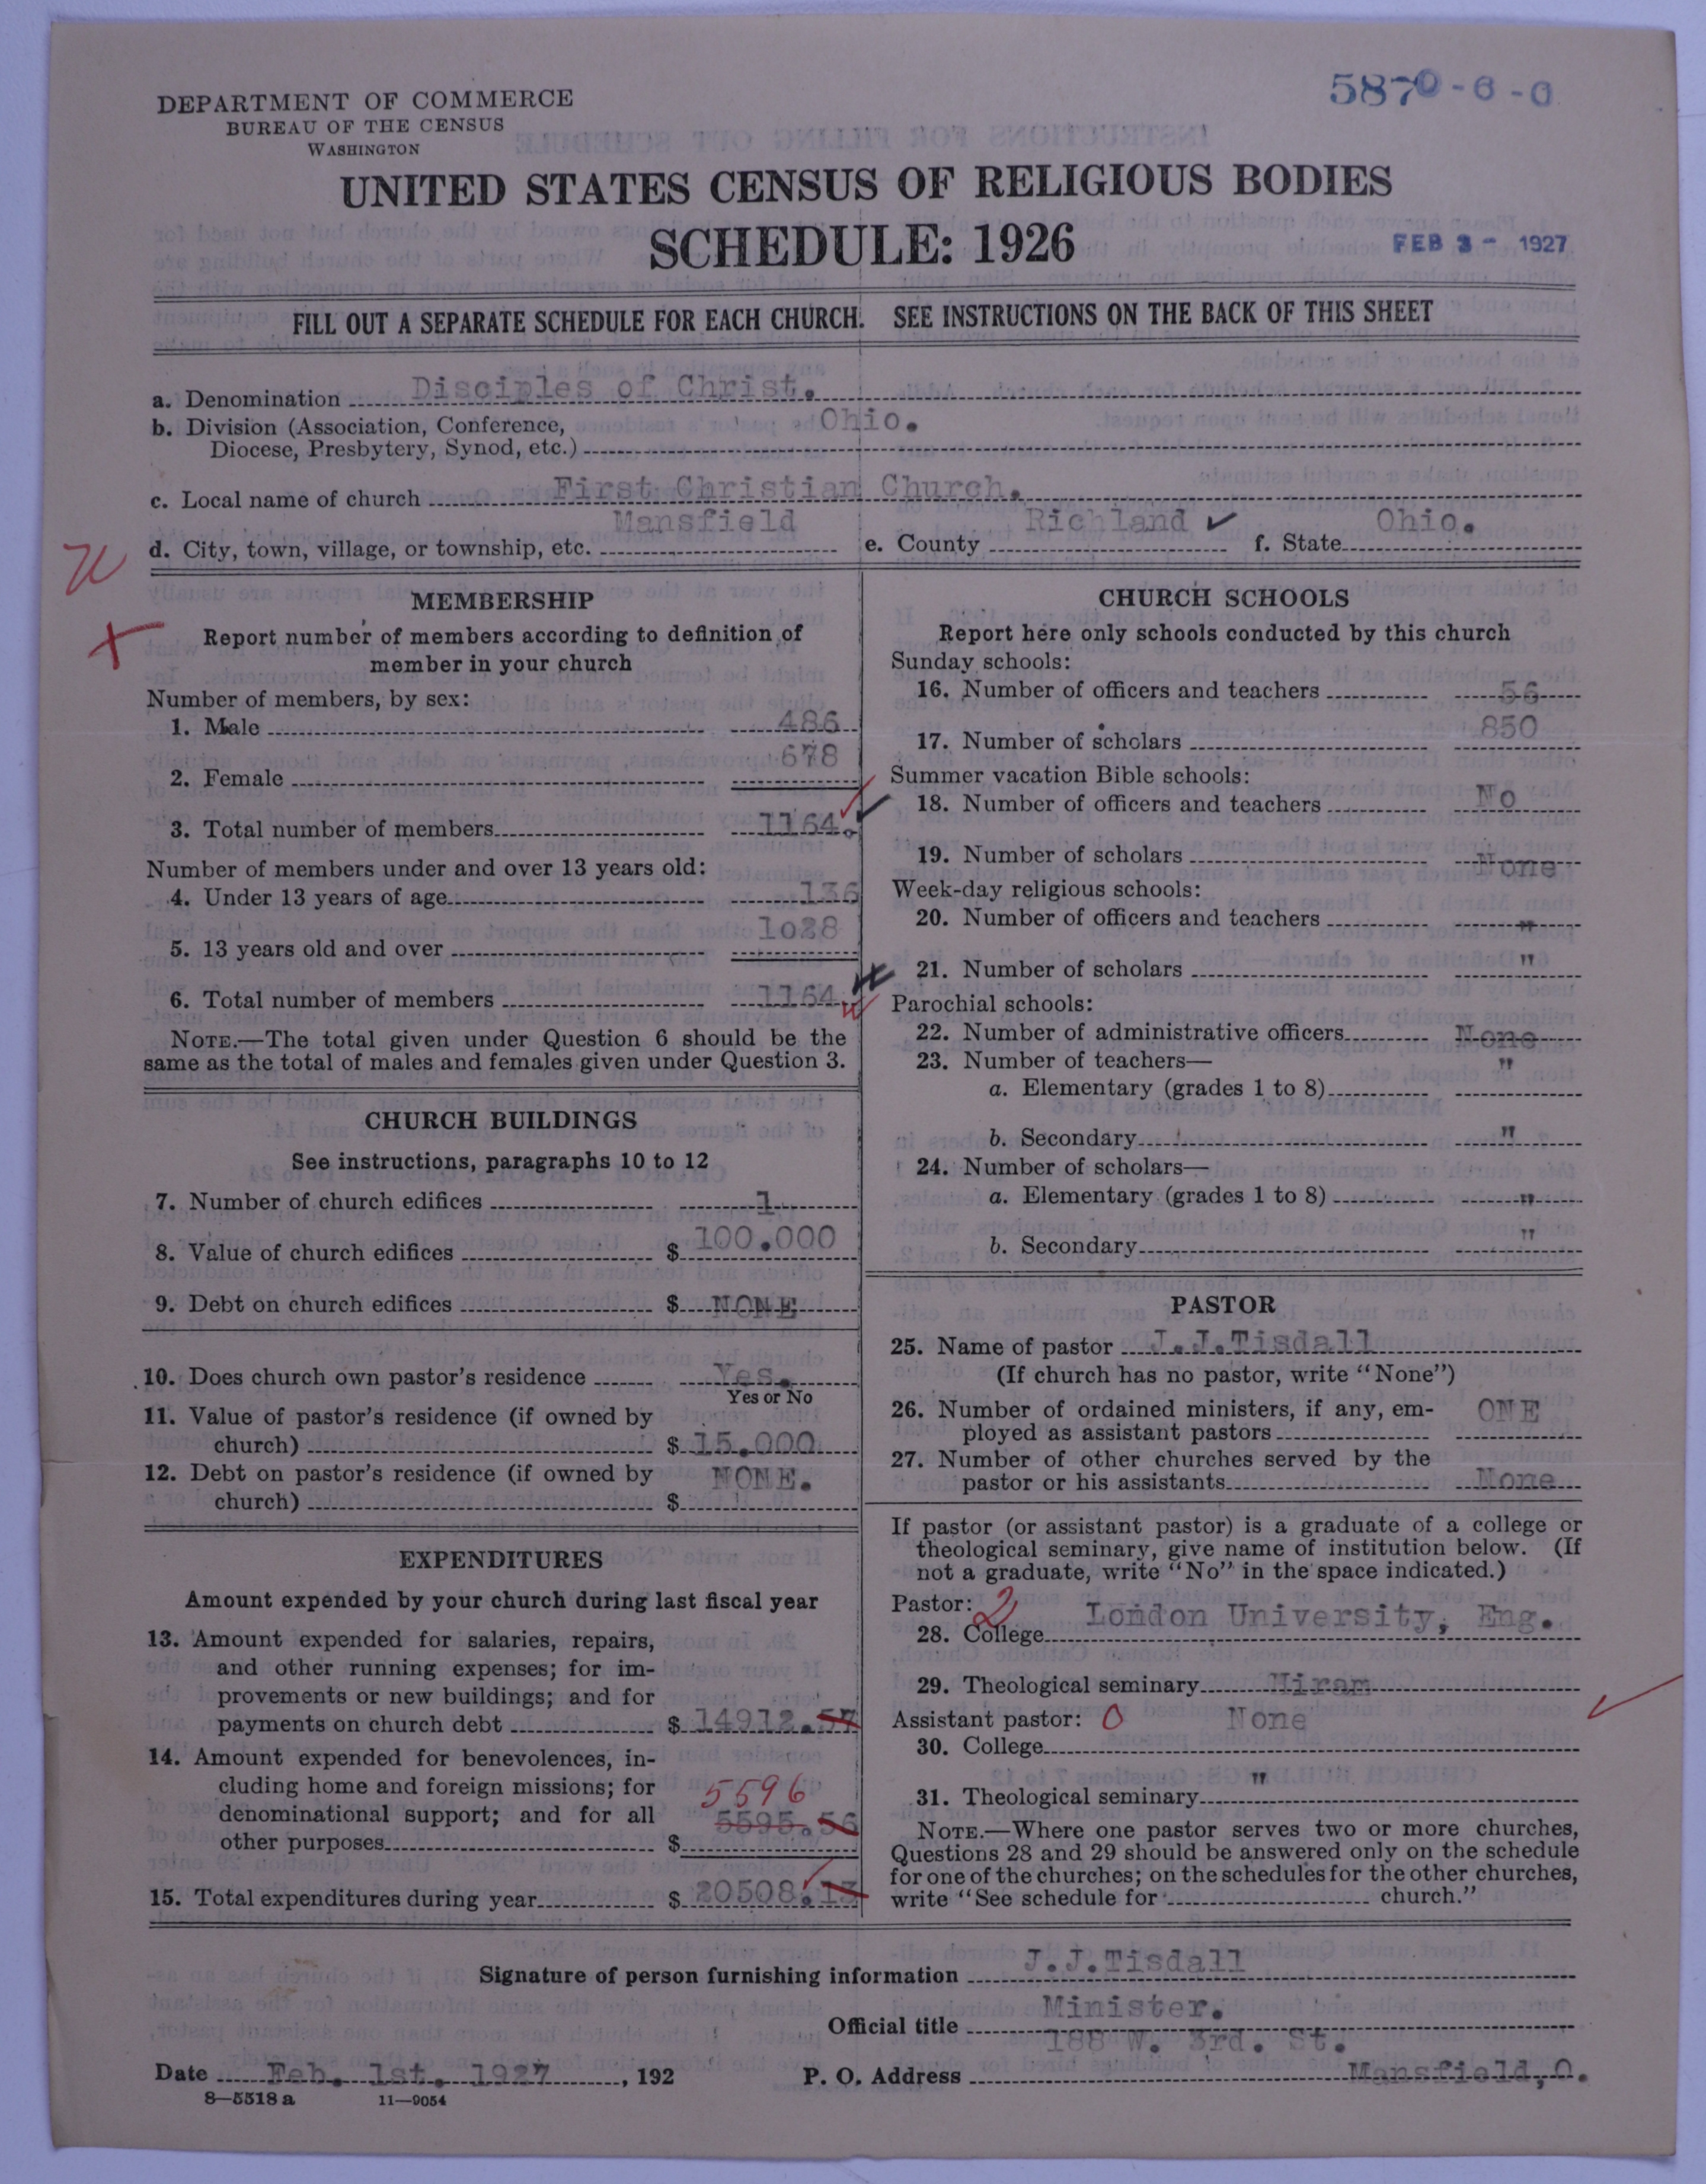 5870-6-0
DEPARTMENT OF COMMERCE
BUREAU OF THE CENSUS
WASHINGTON
UNITED STATES CENSUS OF RELIGIOUS BODIES
SCHEDULE: 1926
FEB 3 - 1927
FILL OUT A SEPARATE SCHEDULE FOR EACH CHURCH. SEE INSTRUCTIONS ON THE BACK OF THIS SHEET
a. Denomination Disciples of Christ.
b. Division (Association, Conference, Ohio.
Diocese, Presbytery, Synod, etc.)
c. Local name of church First Christian Church.
d. City, town, village, or township, etc. Mansfield e. County Richland ✓ f. State Ohio.
MEMBERSHIP
Report number of members according to definition of
member in your church
Number of members, by sex:
1. Male 486
2. Female 678
3. Total number of members 1164.
Number of members under and over 13 years old:
4. Under 13 years of age 136
5. 13 years old and over 1028
6. Total number of members 1164.
NOTE.—The total given under Question 6 should be the
same as the total of males and females given under Question 3.
CHURCH BUILDINGS
See instructions, paragraphs 10 to 12
7. Number of church edifices 1
8. Value of church edifices $ 100.000
9. Debt on church edifices $ NONE
10. Does church own pastor's residence Yes.
Yes or No
11. Value of pastor's residence (if owned by
church) $ 15.000
12. Debt on pastor's residence (if owned by
church) $ NONE.
EXPENDITURES
Amount expended by your church during last fiscal year
13. Amount expended for salaries, repairs,
and other running expenses; for im-
provements or new buildings; and for
payments on church debt $ 14912.57
14. Amount expended for benevolences, in-
cluding home and foreign missions; for 5596
denominational support; and for all 5595.56
other purposes $
15. Total expenditures during year $ 20508.13
CHURCH SCHOOLS
Report here only schools conducted by this church
Sunday schools:
16. Number of officers and teachers 56
17. Number of scholars 850
Summer vacation Bible schools:
18. Number of officers and teachers No
19. Number of scholars None
Week-day religious schools:
20. Number of officers and teachers "
21. Number of scholars "
Parochial schools:
22. Number of administrative officers None
23. Number of teachers— "
a. Elementary (grades 1 to 8)
b. Secondary "
24. Number of scholars—
a. Elementary (grades 1 to 8) "
b. Secondary "
PASTOR
25. Name of pastor J.J.Tisdall
(If church has no pastor, write "None")
26. Number of ordained ministers, if any, em- ONE
ployed as assistant pastors
27. Number of other churches served by the
pastor or his assistants None
If pastor (or assistant pastor) is a graduate of a college or
theological seminary, give name of institution below. (If
not a graduate, write "No" in the space indicated.)
Pastor: 2
28. College London University, Eng.
29. Theological seminary Hiram
Assistant pastor: 0 None
30. College
31. Theological seminary "
NOTE.—Where one pastor serves two or more churches,
Questions 28 and 29 should be answered only on the schedule
for one of the churches; on the schedules for the other churches,
write "See schedule for church."
Signature of person furnishing information J.J.Tisdall
Official title Minister.
188 W. 3rd. St.
Date Feb. 1st. 1927, 192 P. O. Address Mansfield,O.
8—5518 a 11—9054